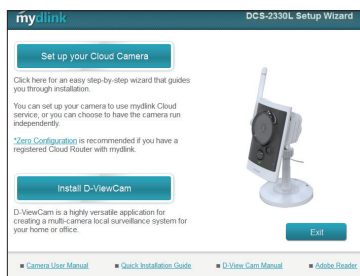 mydlink
DCS-2330L Setup Wizard
Set up your Cloud Camera
Click here for an easy step-by-step wizard that guides
you through installation.
You can set up your camera to use mydlink Cloud
service, or you can choose to have the camera run
independently.
*Zero Configuration is recommended if you have a
registered Cloud Router with mydlink.
Install D-ViewCam
D-ViewCam is a highly versatile application for
creating a multi-camera local surveillance system for
your home or office.
Exit
Camera User Manual
Quick Installation Guide
D-View Cam Manual
Adobe Reader